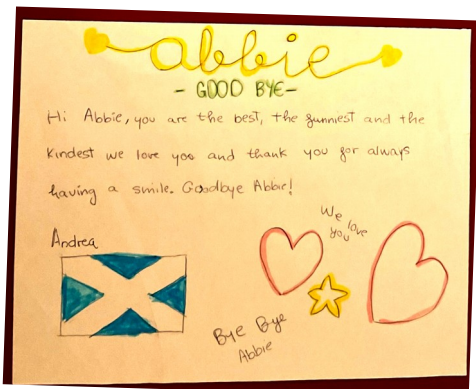 abbie
- GOOD BYE -
Hi Abbie, you are the best, the funniest and the
kindest we love you and thank you for always
having a smile. Goodbye Abbie!
We love
you
Andrea
Bye Bye
Abbie